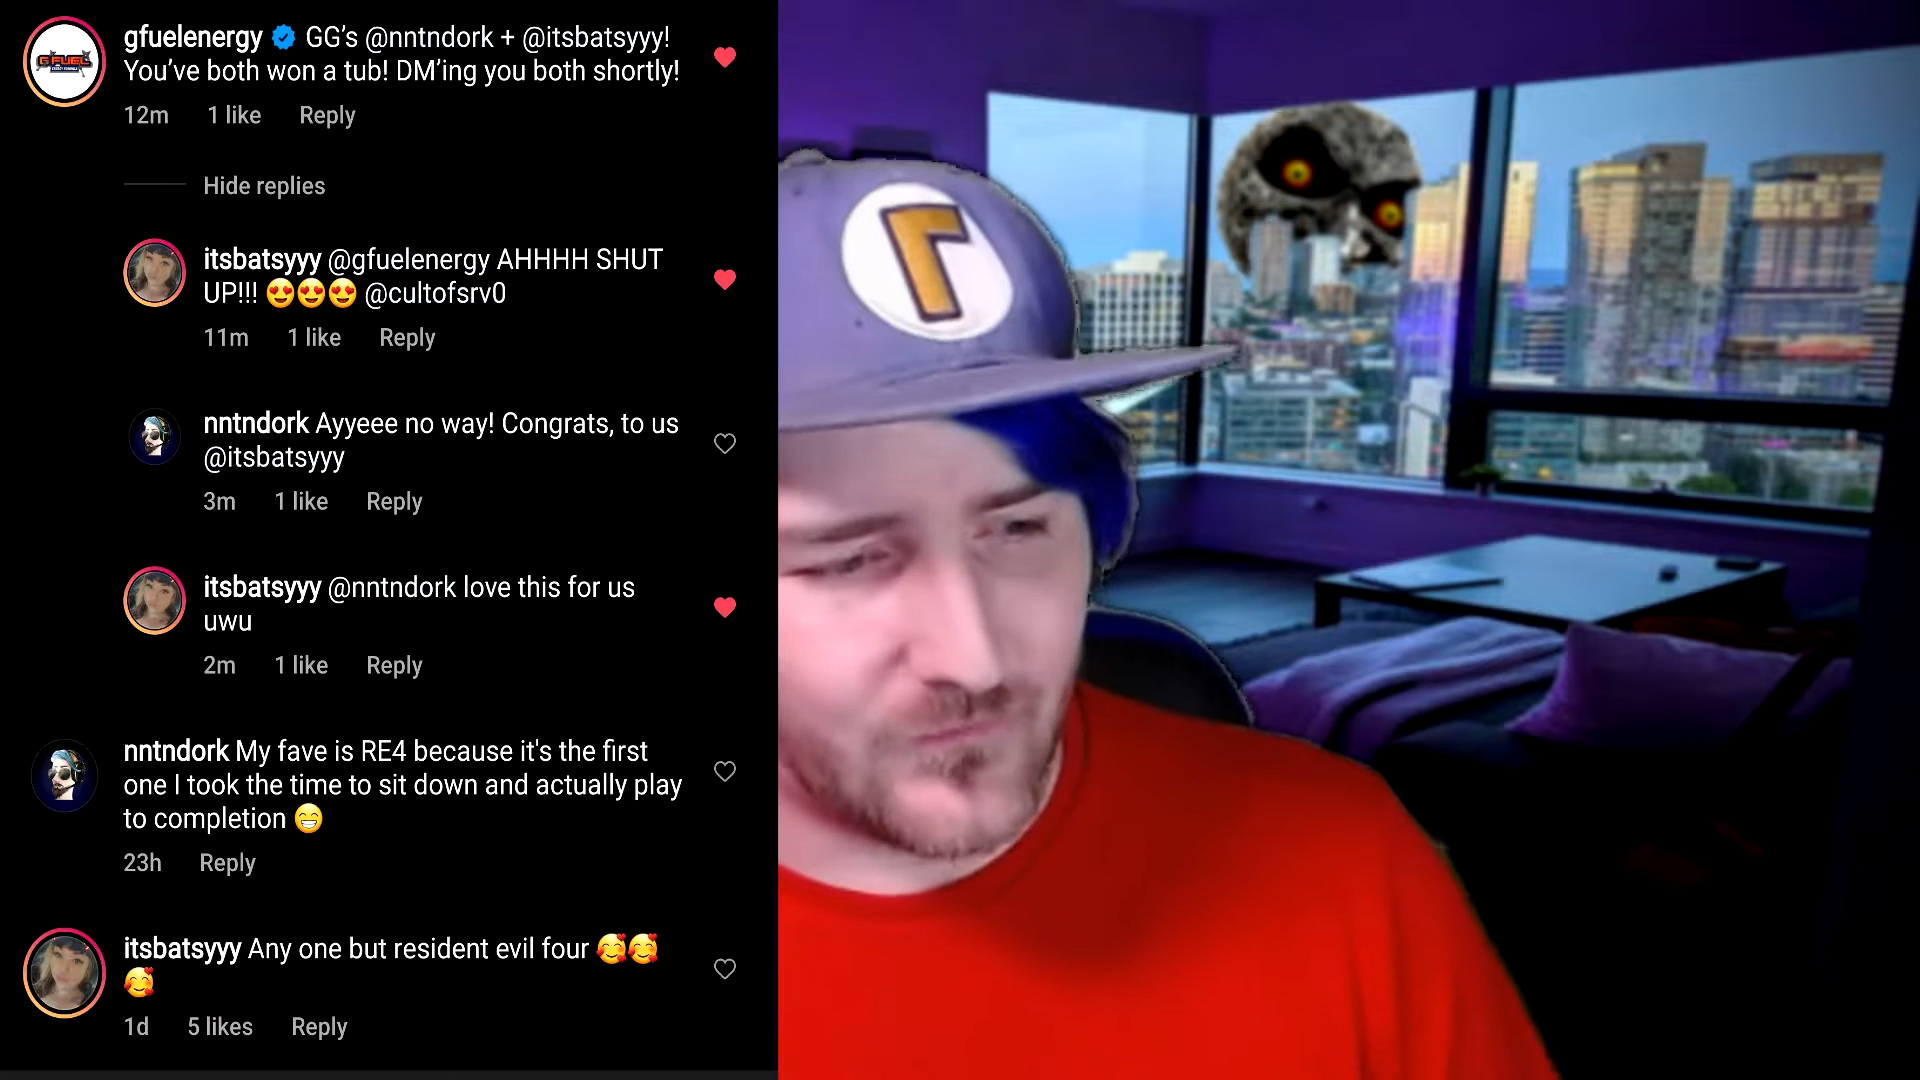 gfuelenergy GG's @nntndork + @itsbatsyyy!
You've both won a tub! DM'ing you both shortly!
12m 1 like Reply
Hide replies
itsbatsyyy @gfuelenergy AHHHH SHUT
UP!!! 😍😍😍 @cultofsrv0
11m 1 like Reply
nntndork Ayyeee no way! Congrats, to us
@itsbatsyyy
3m 1 like Reply
itsbatsyyy @nntndork love this for us
uwu
2m 1 like Reply
nntndork My fave is RE4 because it's the first
one I took the time to sit down and actually play
to completion 😁
23h Reply
itsbatsyyy Any one but resident evil four 🥰🥰
🥰
1d 5 likes Reply
G FUEL
Γ